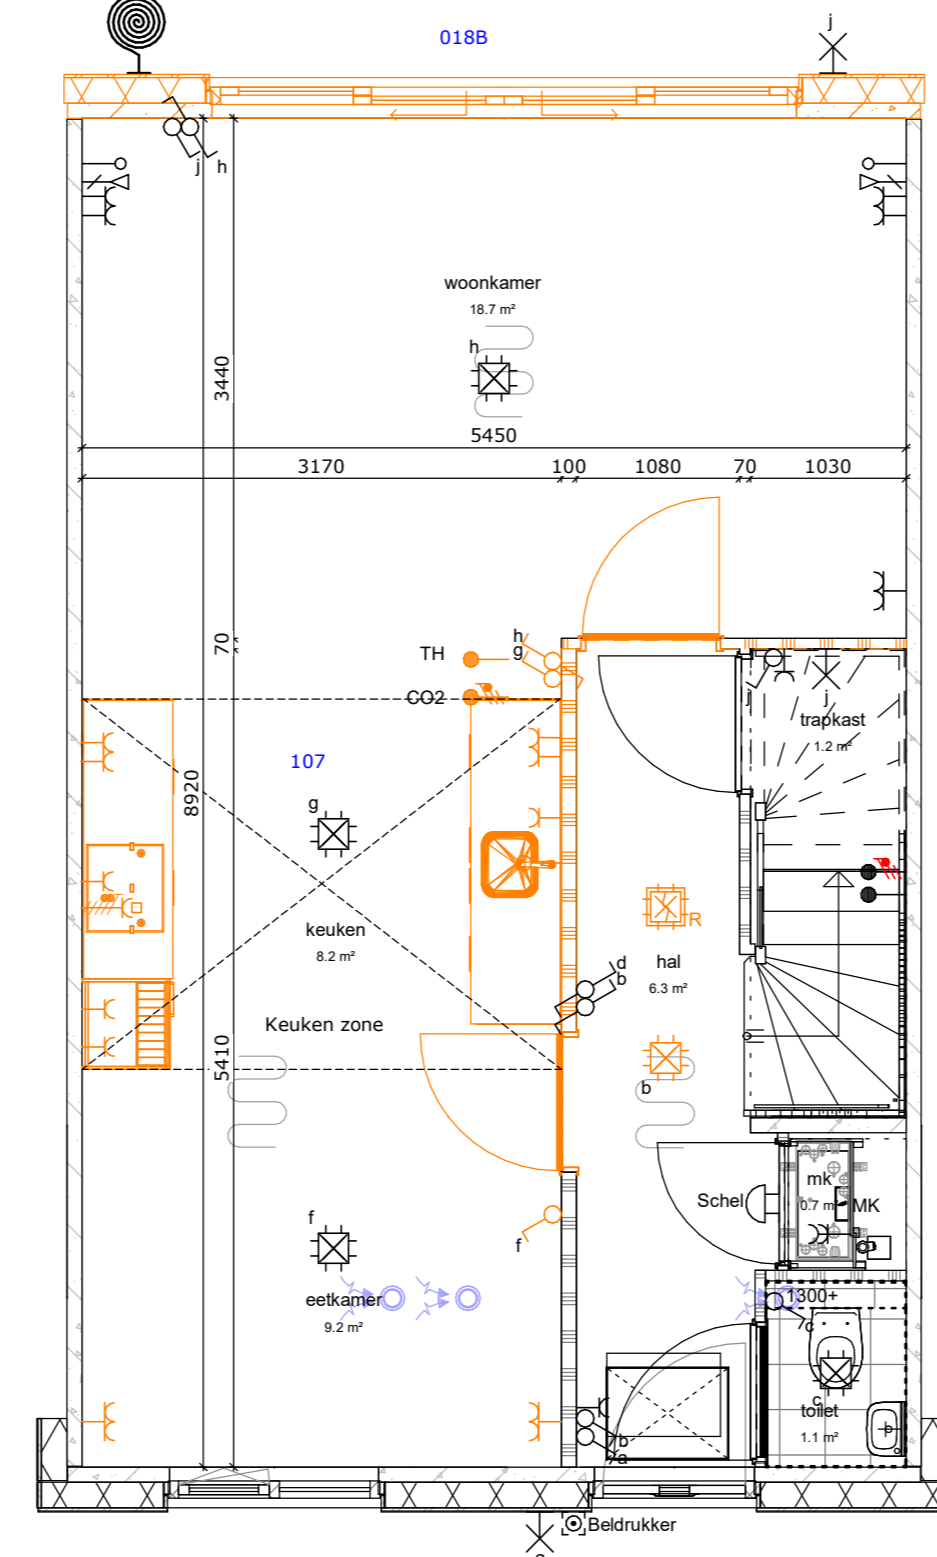 018B
j
j
h
woonkamer
18.7 m²
h
3440
5450
3170
100
1080
70
1030
70
h
g
TH
CO2
j
j
trapkast
1.2 m²
107
8920
g
keuken
8.2 m²
R
hal
6.3 m²
d
b
Keuken zone
5410
b
mk
0.7 m²
MK
Schel
f
f
eetkamer
9.2 m²
1300+
c
c
toilet
1.1 m²
b
a
Beldrukker